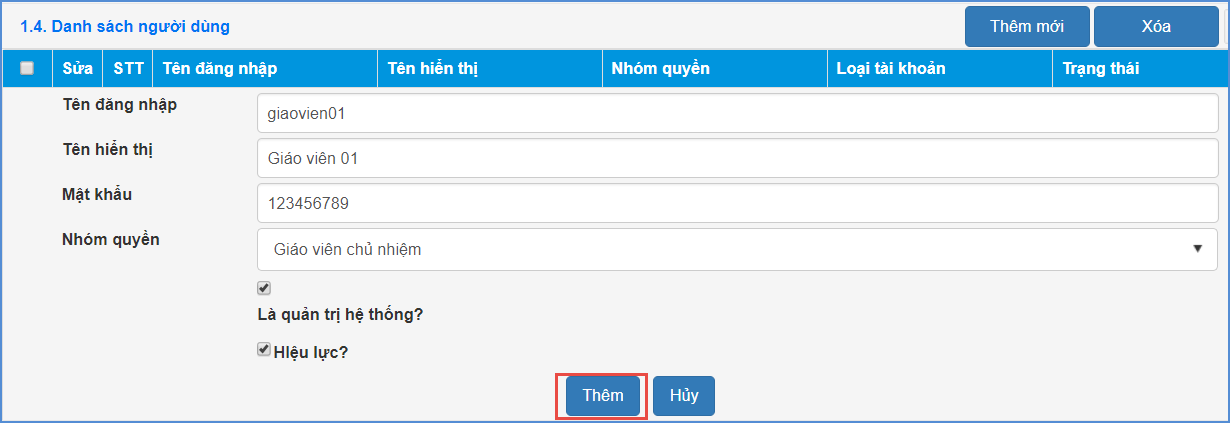 1.4. Danh sách người dùng
Thêm mới
Xóa
Sửa STT Tên đăng nhập Tên hiển thị Nhóm quyền Loại tài khoản Trạng thái
Tên đăng nhập giaovien01
Tên hiển thị Giáo viên 01
Mật khẩu 123456789
Nhóm quyền Giáo viên chủ nhiệm
Là quản trị hệ thống?
Hiệu lực?
Thêm Hủy